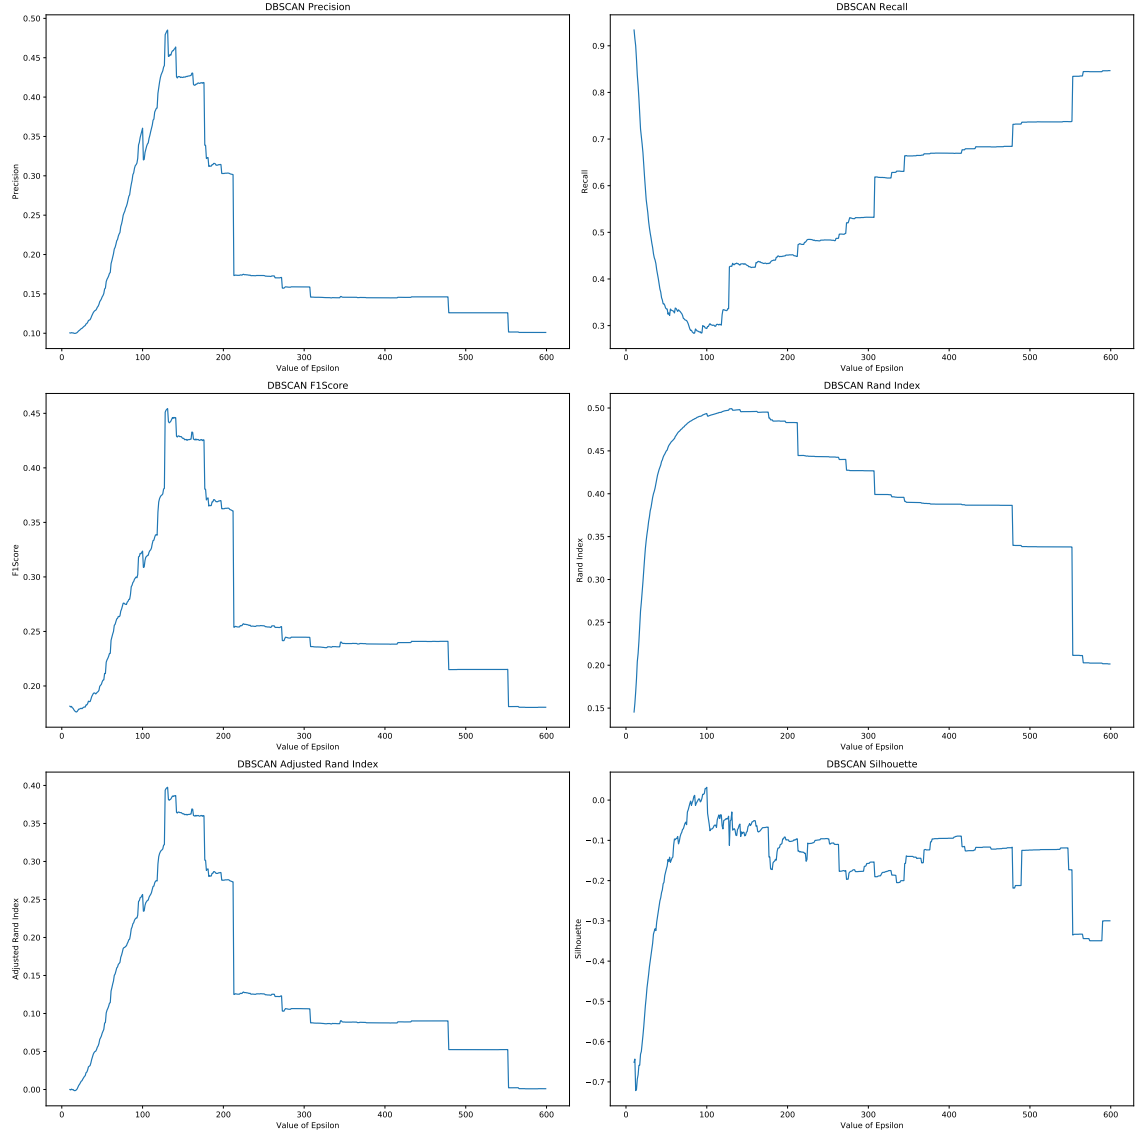 DBSCAN Precision
Precision
0.50
0.45
0.40
0.35
0.30
0.25
0.20
0.15
0.10
0 100 200 300 400 500 600
Value of Epsilon
DBSCAN Recall
Recall
0.9
0.8
0.7
0.6
0.5
0.4
0.3
0 100 200 300 400 500 600
Value of Epsilon
DBSCAN F1Score
F1Score
0.45
0.40
0.35
0.30
0.25
0.20
0 100 200 300 400 500 600
Value of Epsilon
DBSCAN Rand Index
Rand Index
0.50
0.45
0.40
0.35
0.30
0.25
0.20
0.15
0 100 200 300 400 500 600
Value of Epsilon
DBSCAN Adjusted Rand Index
Adjusted Rand Index
0.40
0.35
0.30
0.25
0.20
0.15
0.10
0.05
0.00
0 100 200 300 400 500 600
Value of Epsilon
DBSCAN Silhouette
Silhouette
0.0
−0.1
−0.2
−0.3
−0.4
−0.5
−0.6
−0.7
0 100 200 300 400 500 600
Value of Epsilon